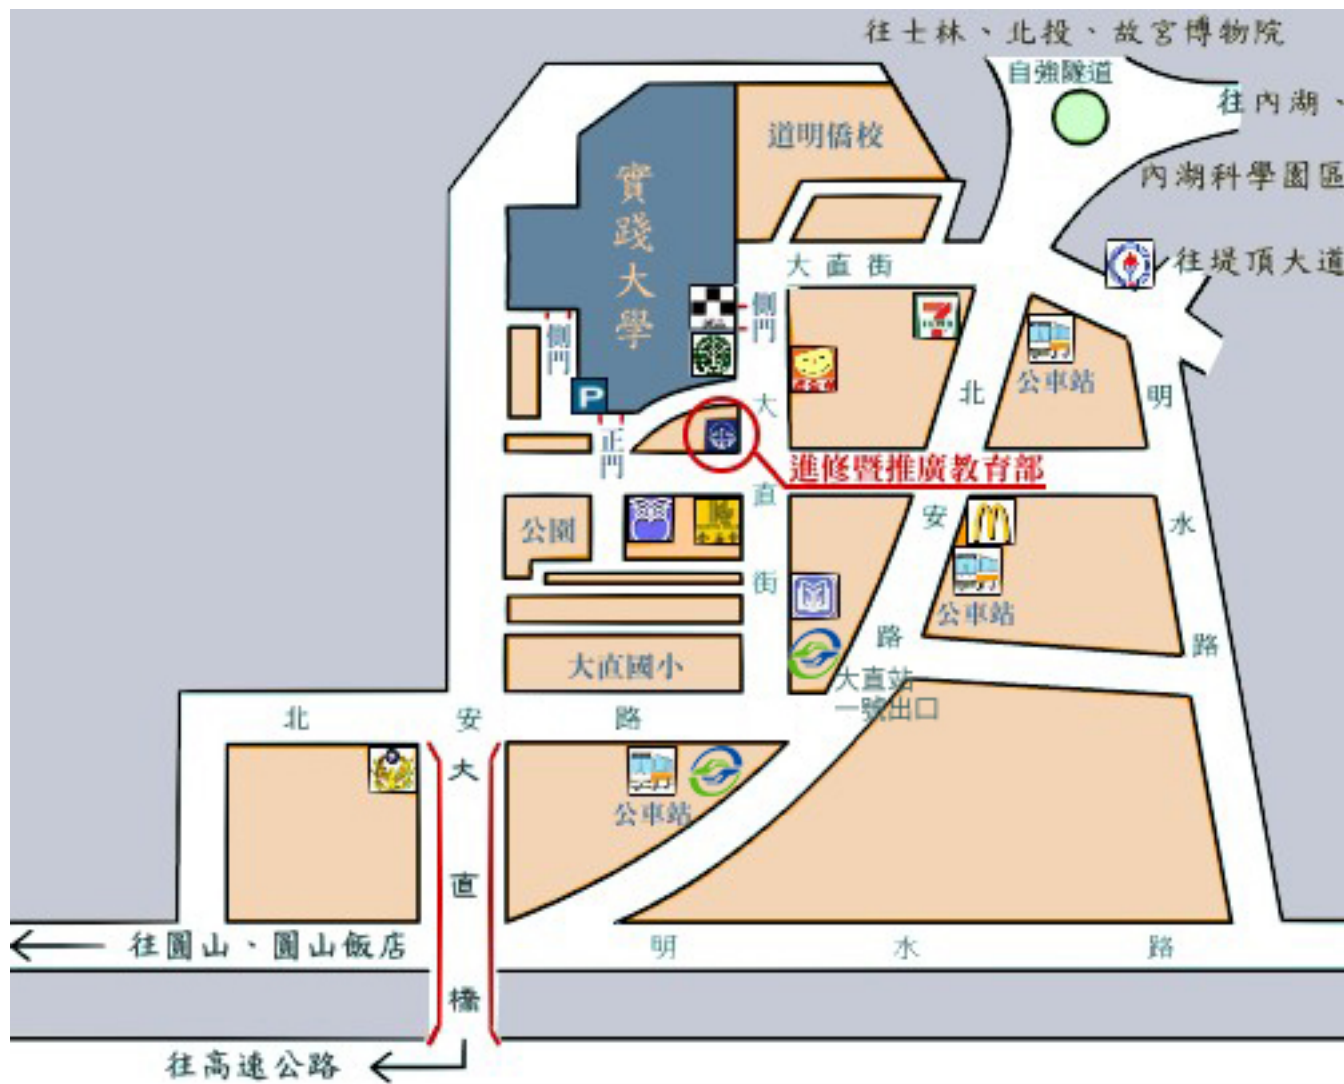 往士林、北投、故宮博物院
自強隧道
往內湖、
內湖科學園區
往堤頂大道
道明僑校
實踐大學
大直街
側門
側門
7
P
正門
公車站
北安路
明水路
大直街
進修暨推廣教育部
公園
公車站
大直國小
大直站
一號出口
北安路
大直橋
公車站
往圓山、圓山飯店
明水路
往高速公路